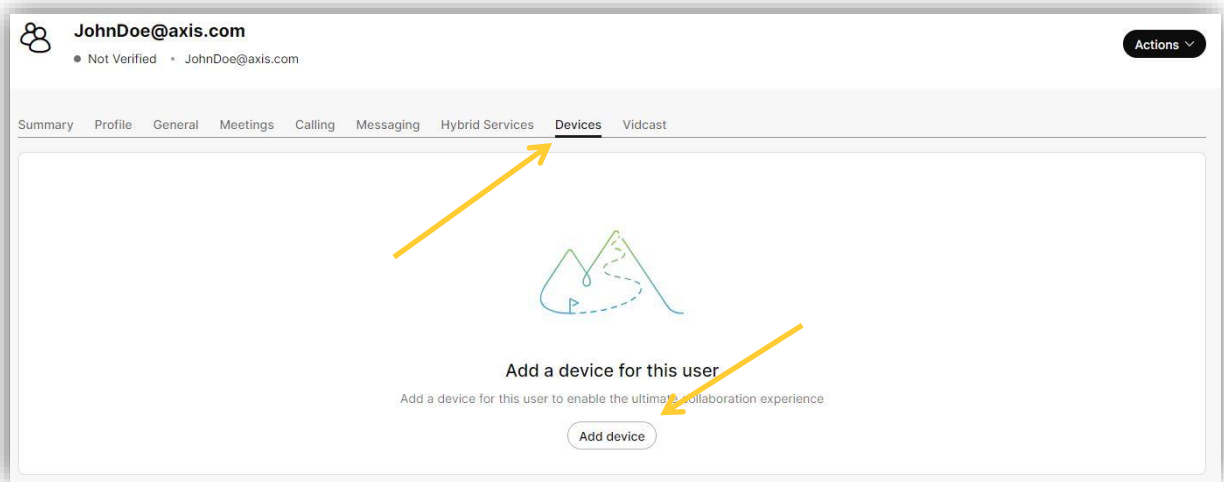 JohnDoe@axis.com
Not Verified • JohnDoe@axis.com
Actions
Summary Profile General Meetings Calling Messaging Hybrid Services Devices Vidcast
Add a device for this user
Add a device for this user to enable the ultimate collaboration experience
Add device